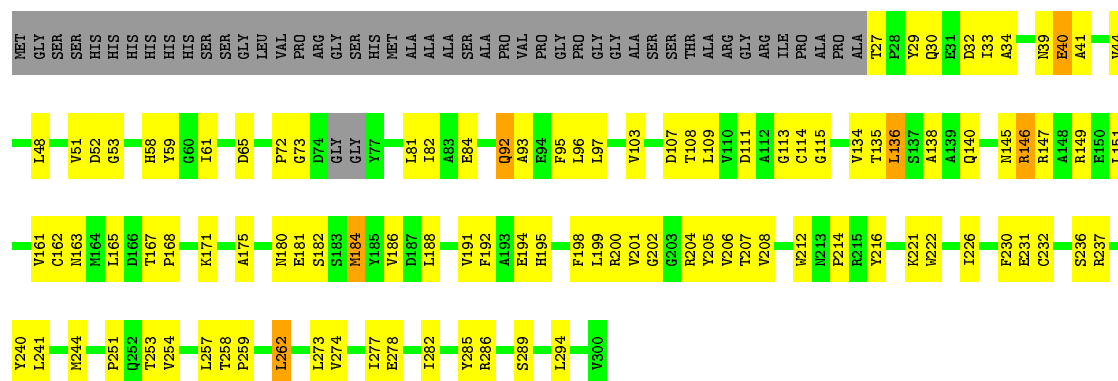 MET GLY SER SER HIS HIS HIS HIS HIS HIS SER SER GLY LEU VAL PRO ARG GLY SER HIS MET ALA ALA ALA SER ALA PRO VAL PRO GLY PRO GLY GLY ALA SER SER THR ALA ARG GLY ARG ILE PRO ALA PRO ALA T27 P28 Y29 Q30 E31 D32 I33 A34 N39 E40 A41
L48 V51 D52 G53 H58 Y59 G60 I61 D65 P72 G73 D74 GLY GLY Y77 L81 I82 A83 E84 Q92 A93 E94 F95 L96 L97 V103 D107 T108 L109 V110 D111 A112 G113 C114 G115 V134 T135 L136 S137 A138 A139 Q140 N145 R146 R147 A148 R149 E150
V161 C162 N163 M164 L165 D166 T167 P168 K171 A175 N180 E181 S182 S183 M184 Y185 V186 D187 L188 V191 F192 A193 E194 H195 F198 L199 R200 V201 G202 G203 R204 Y205 V206 T207 V208 W212 N213 P214 R215 Y216 K221 W222 I226 F230 E231 C232 S236 R237
Y240 L241 M244 P251 Q252 T253 V254 L257 T258 P259 L262 L273 V274 I277 E278 I282 Y285 R286 S289 L294 V300